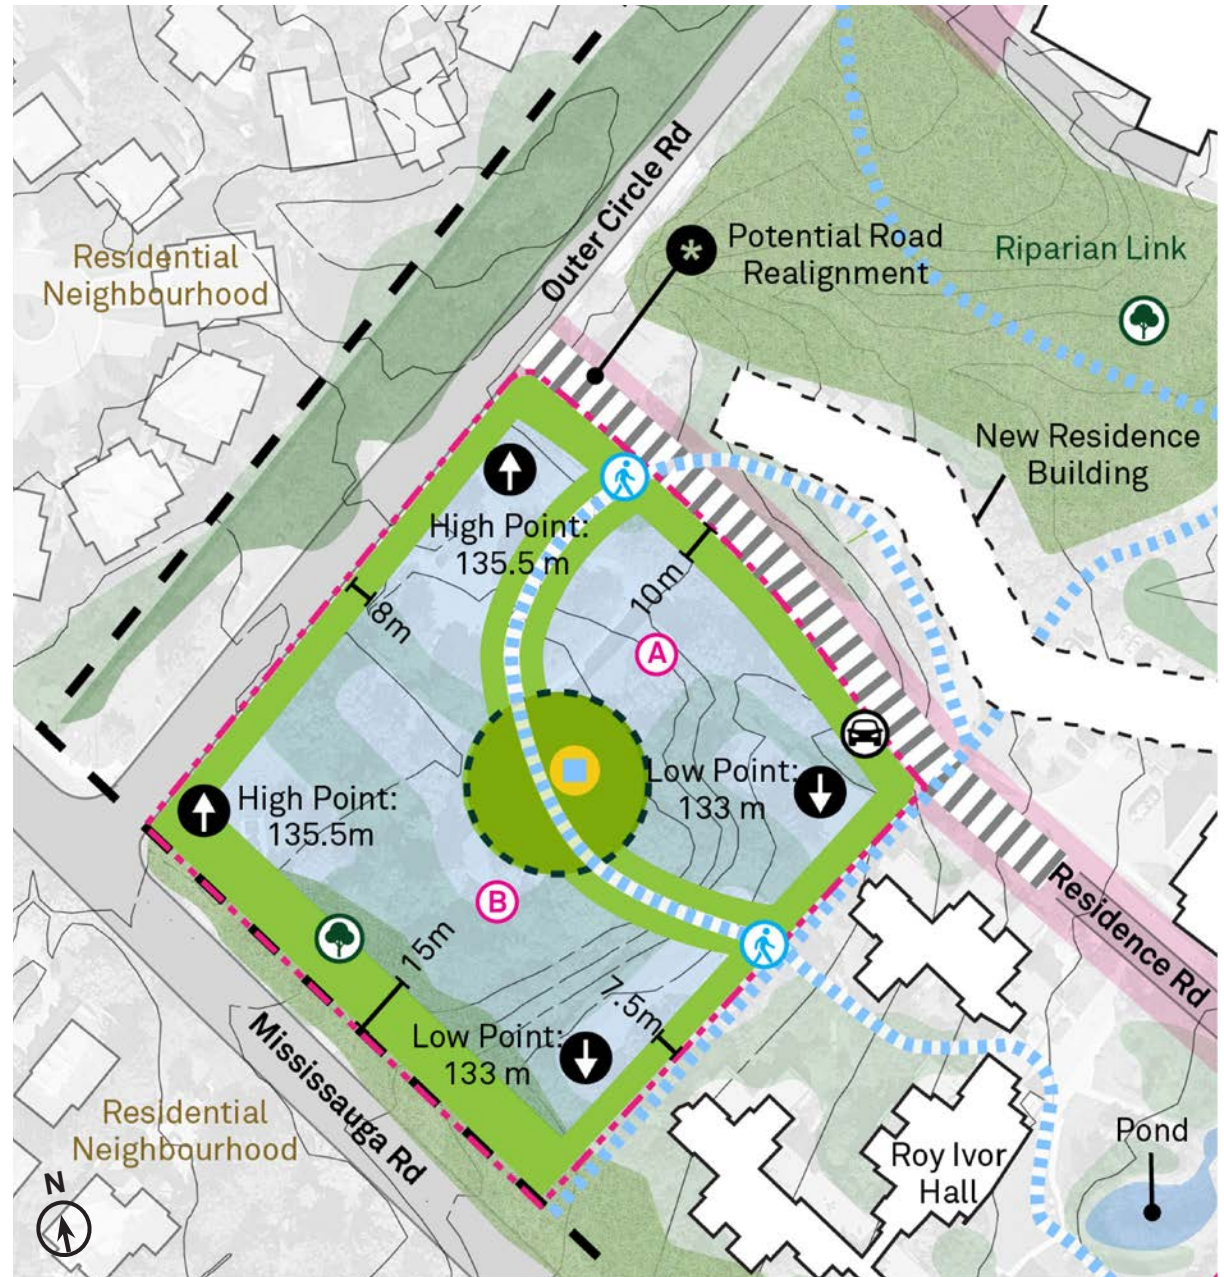 Outer Circle Rd
*
Potential Road
Realignment
Riparian Link
Residential
Neighbourhood
New Residence
Building
High Point:
135.5 m
10m
8m
A
Low Point:
133 m
High Point:
135.5m
B
15m
7.5m
Residence Rd
Low Point:
133 m
Mississauga Rd
Residential
Neighbourhood
Roy Ivor
Hall
Pond
N